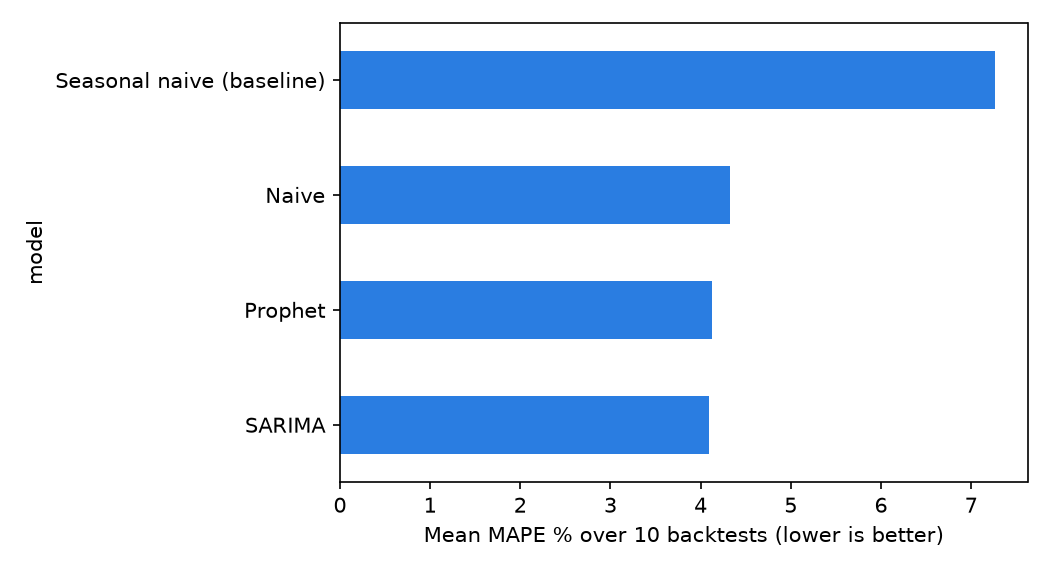 Seasonal naive (baseline)
Naive
Prophet
SARIMA
model
0 1 2 3 4 5 6 7
Mean MAPE % over 10 backtests (lower is better)